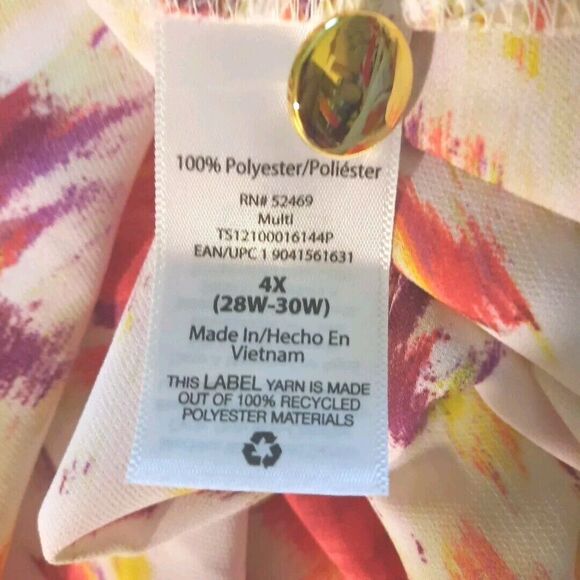 100% Polyester/Poliéster
RN# 52469
Multi
TS12100016144P
EAN/UPC 1 9041561631
4X
(28W-30W)
Made In/Hecho En
Vietnam
THIS LABEL YARN IS MADE
OUT OF 100% RECYCLED
POLYESTER MATERIALS